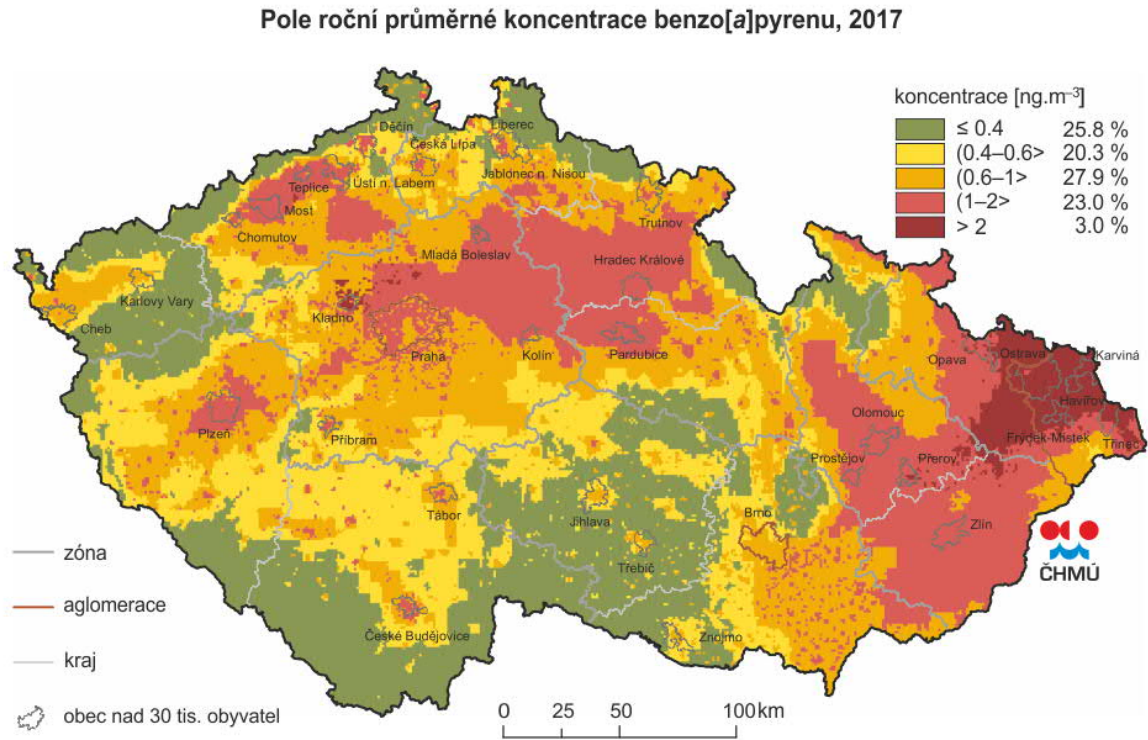 Pole roční průměrné koncentrace benzo[a]pyrenu, 2017
koncentrace [ng.m⁻³]
≤ 0.4 25.8 %
(0.4–0.6> 20.3 %
(0.6–1> 27.9 %
(1–2> 23.0 %
> 2 3.0 %
Děčín
Liberec
Česká Lípa
Teplice
Ústí n. Labem
Jablonec n. Nisou
Most
Chomutov
Trutnov
Mladá Boleslav
Hradec Králové
Karlovy Vary
Cheb
Kladno
Praha
Kolín
Pardubice
Opava
Ostrava
Karviná
Havířov
Olomouc
Plzeň
Příbram
Frýdek-Místek
Třinec
Prostějov
Přerov
Tábor
Jihlava
Brno
Zlín
Třebíč
České Budějovice
Znojmo
ČHMÚ
zóna
aglomerace
kraj
obec nad 30 tis. obyvatel
0 25 50 100 km